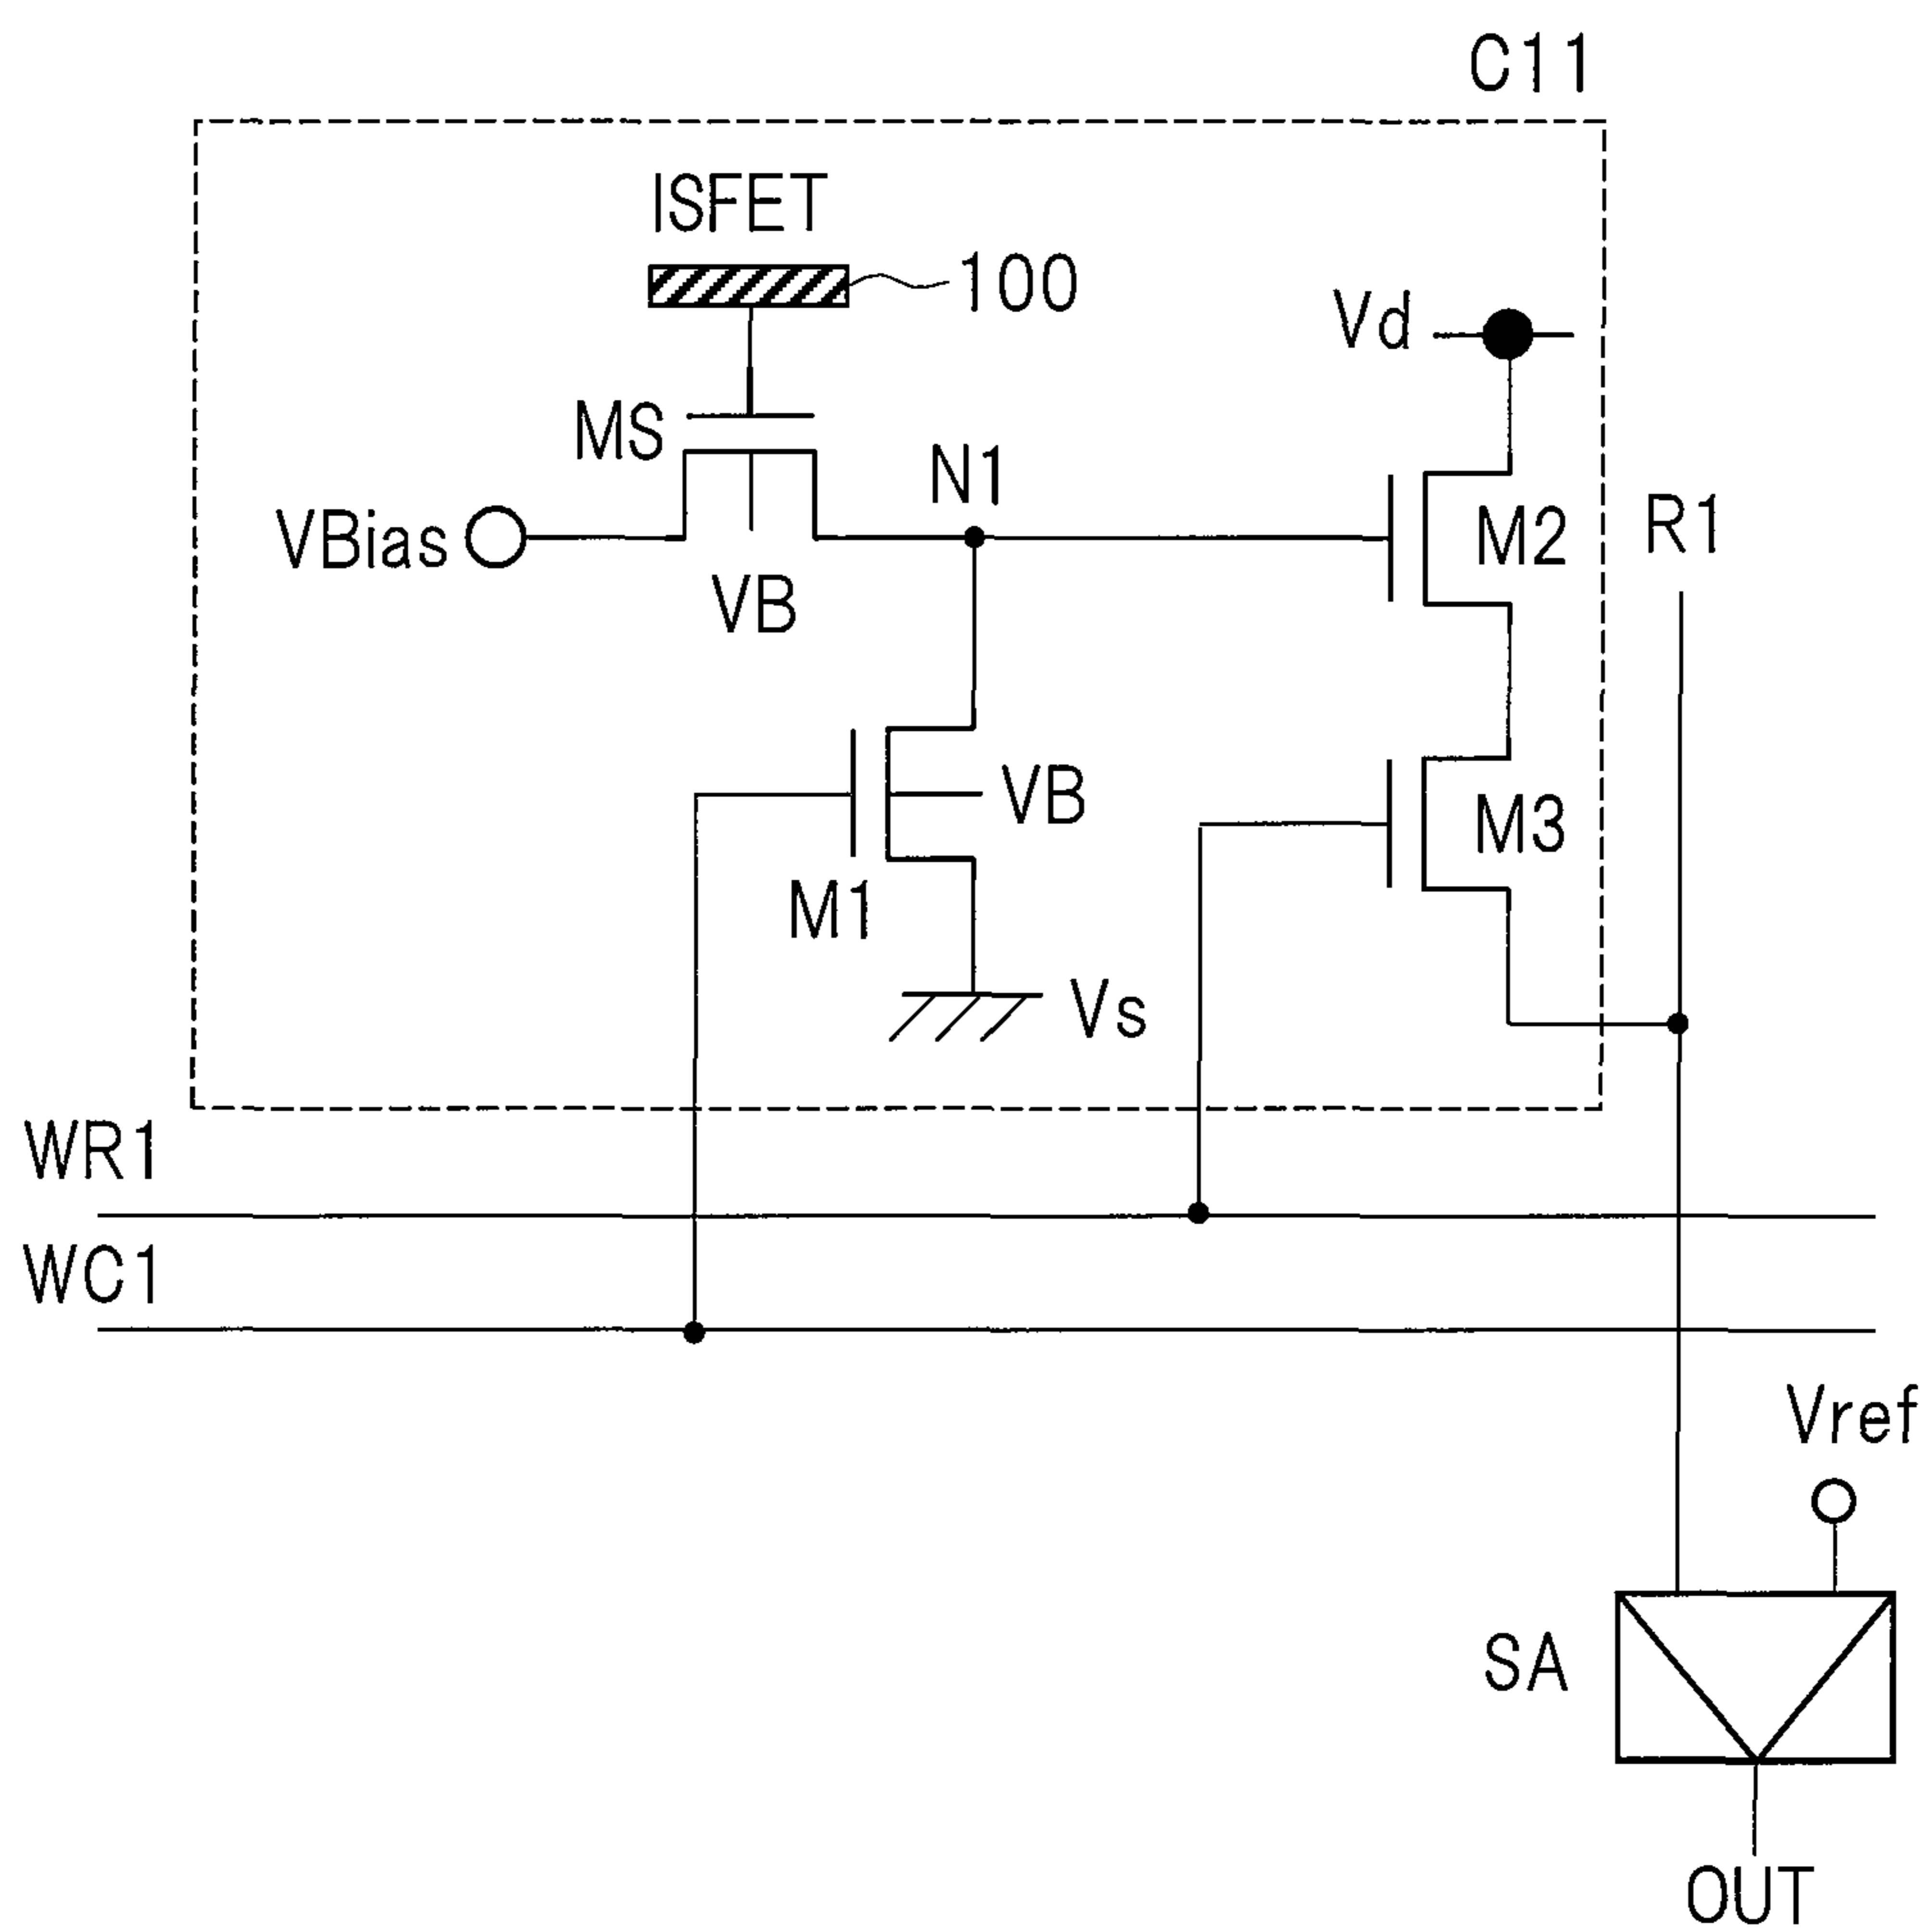 C11
ISFET
100
Vd
MS
N1
R1
VBias
M2
VB
VB
M3
M1
Vs
WR1
WC1
Vref
SA
OUT